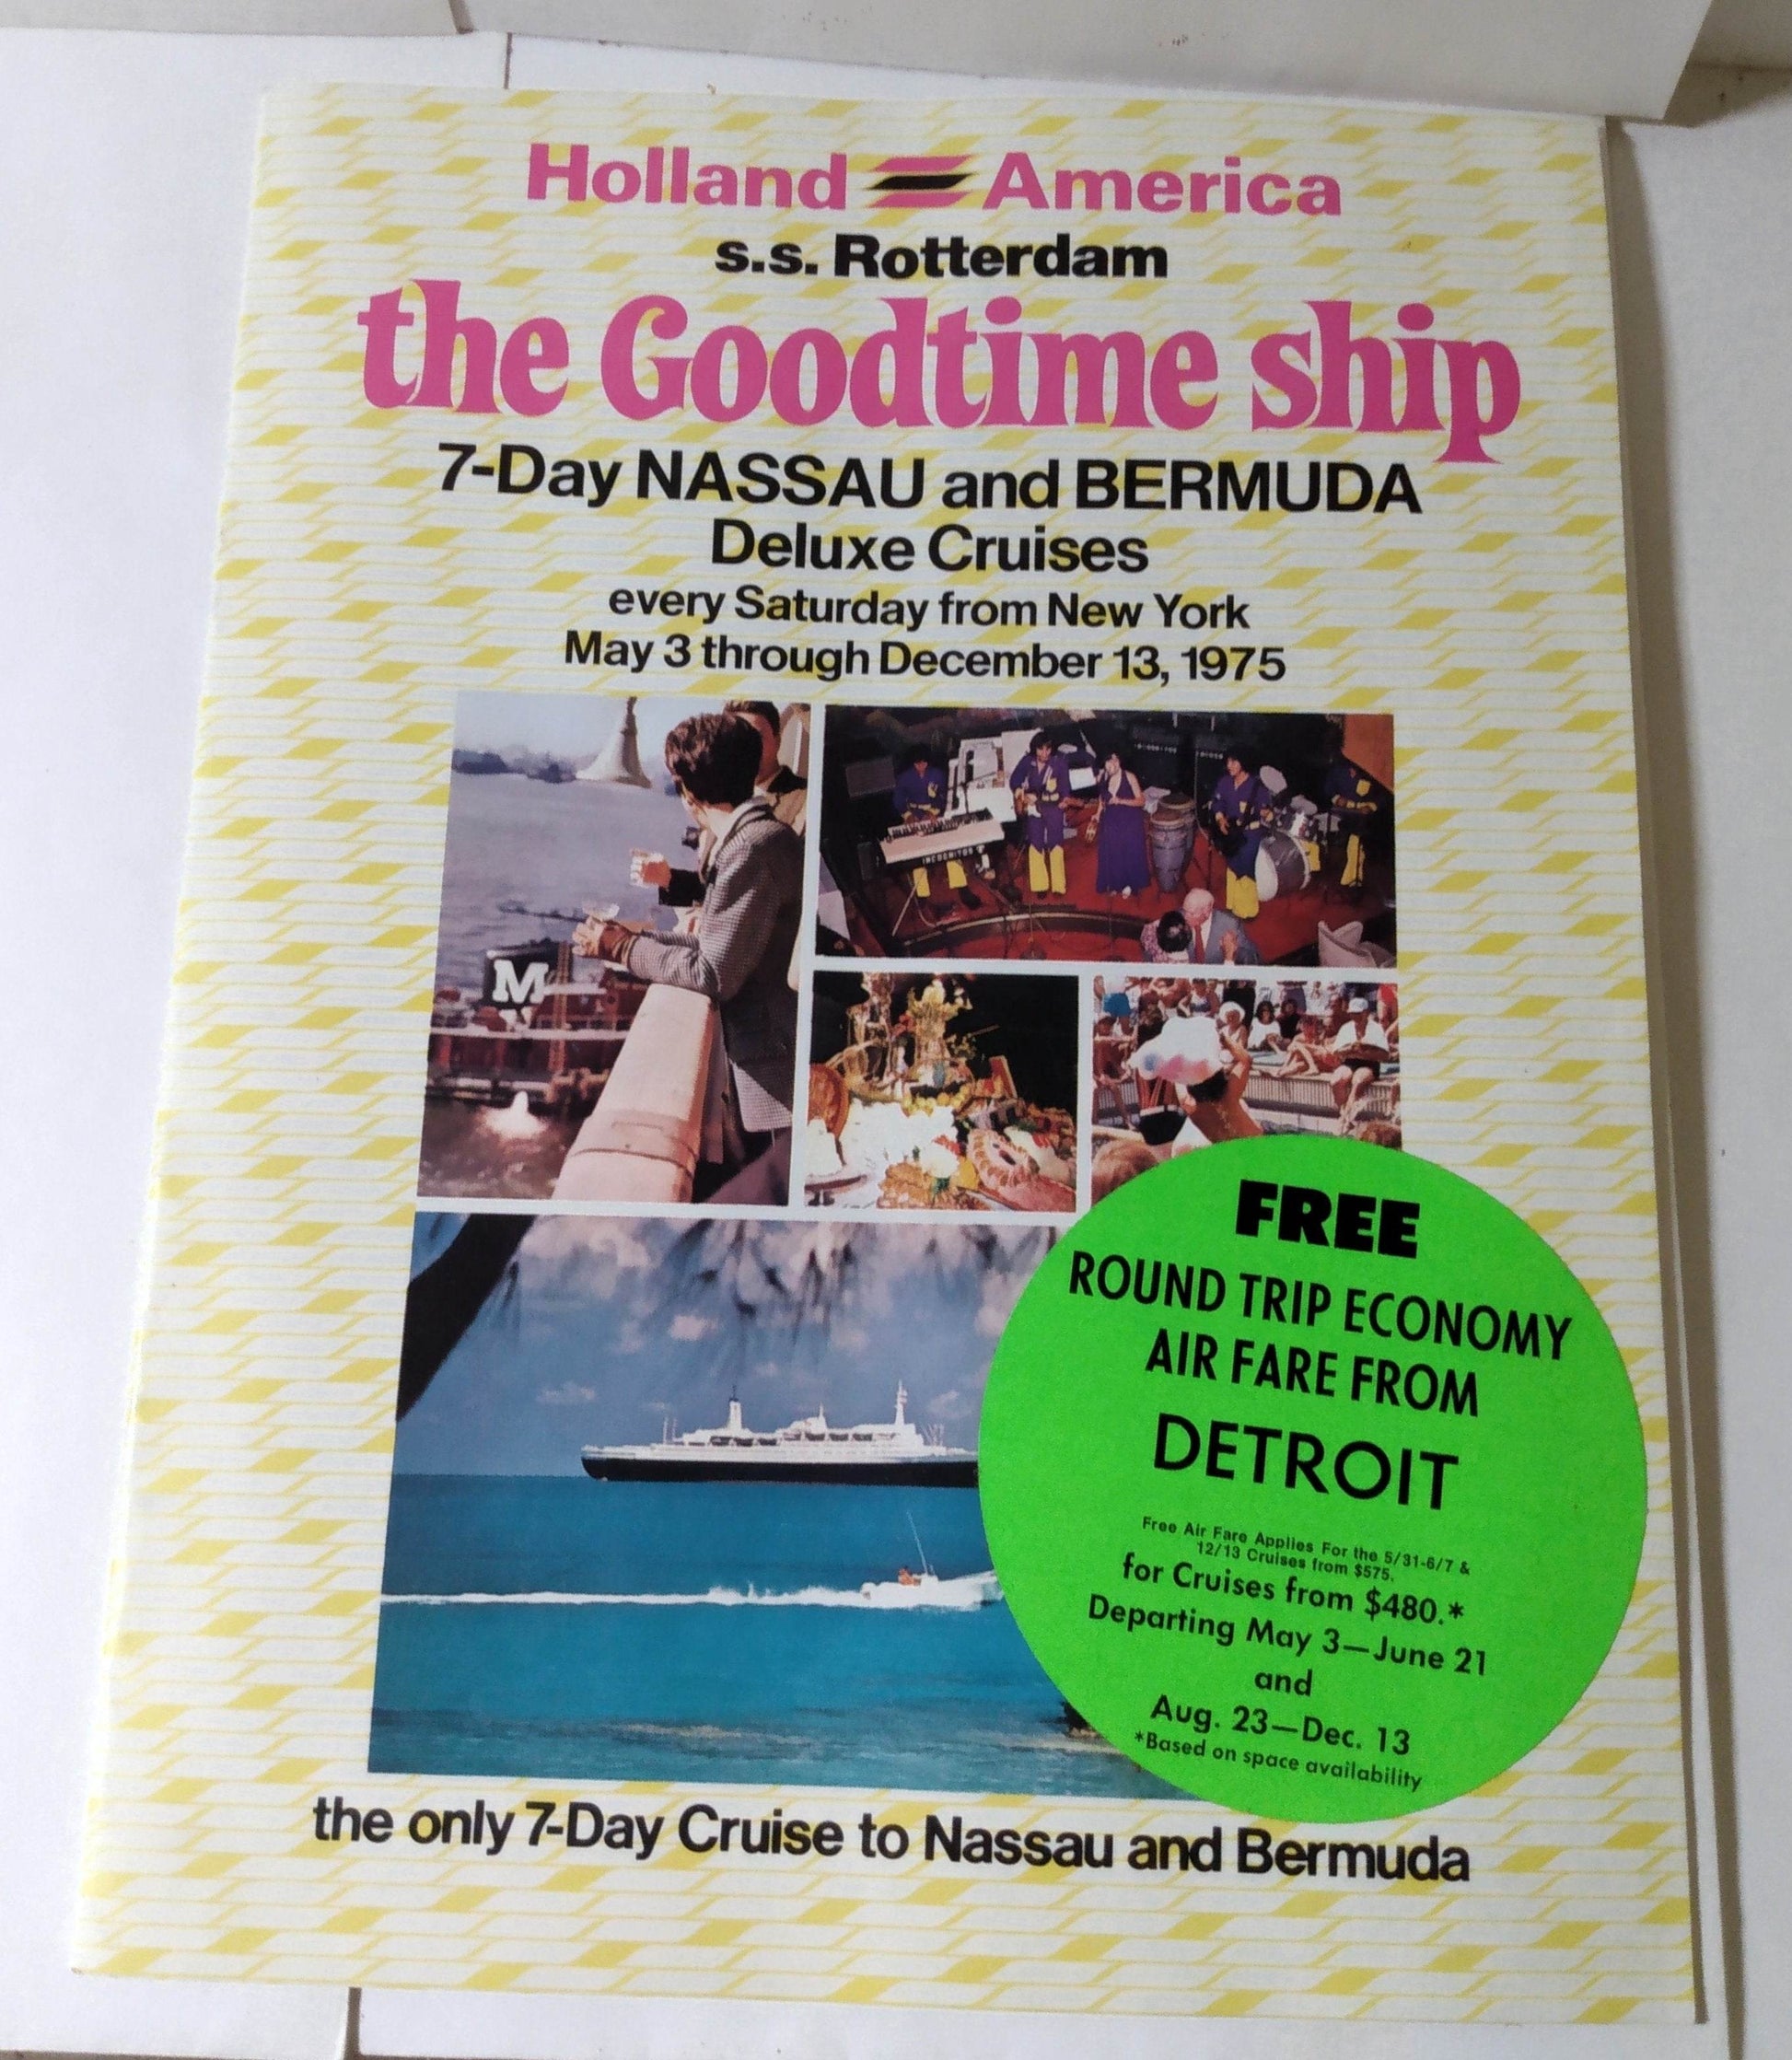 Holland America
s.s. Rotterdam
the Goodtime ship
7-Day NASSAU and BERMUDA
Deluxe Cruises
every Saturday from New York
May 3 through December 13, 1975
INCOGNITOS
M
FREE
ROUND TRIP ECONOMY
AIR FARE FROM
DETROIT
Free Air Fare Applies For the 5/31-6/7 &
12/13 Cruises from $575.
for Cruises from $480.*
Departing May 3—June 21
and
Aug. 23—Dec. 13
*Based on space availability
the only 7-Day Cruise to Nassau and Bermuda